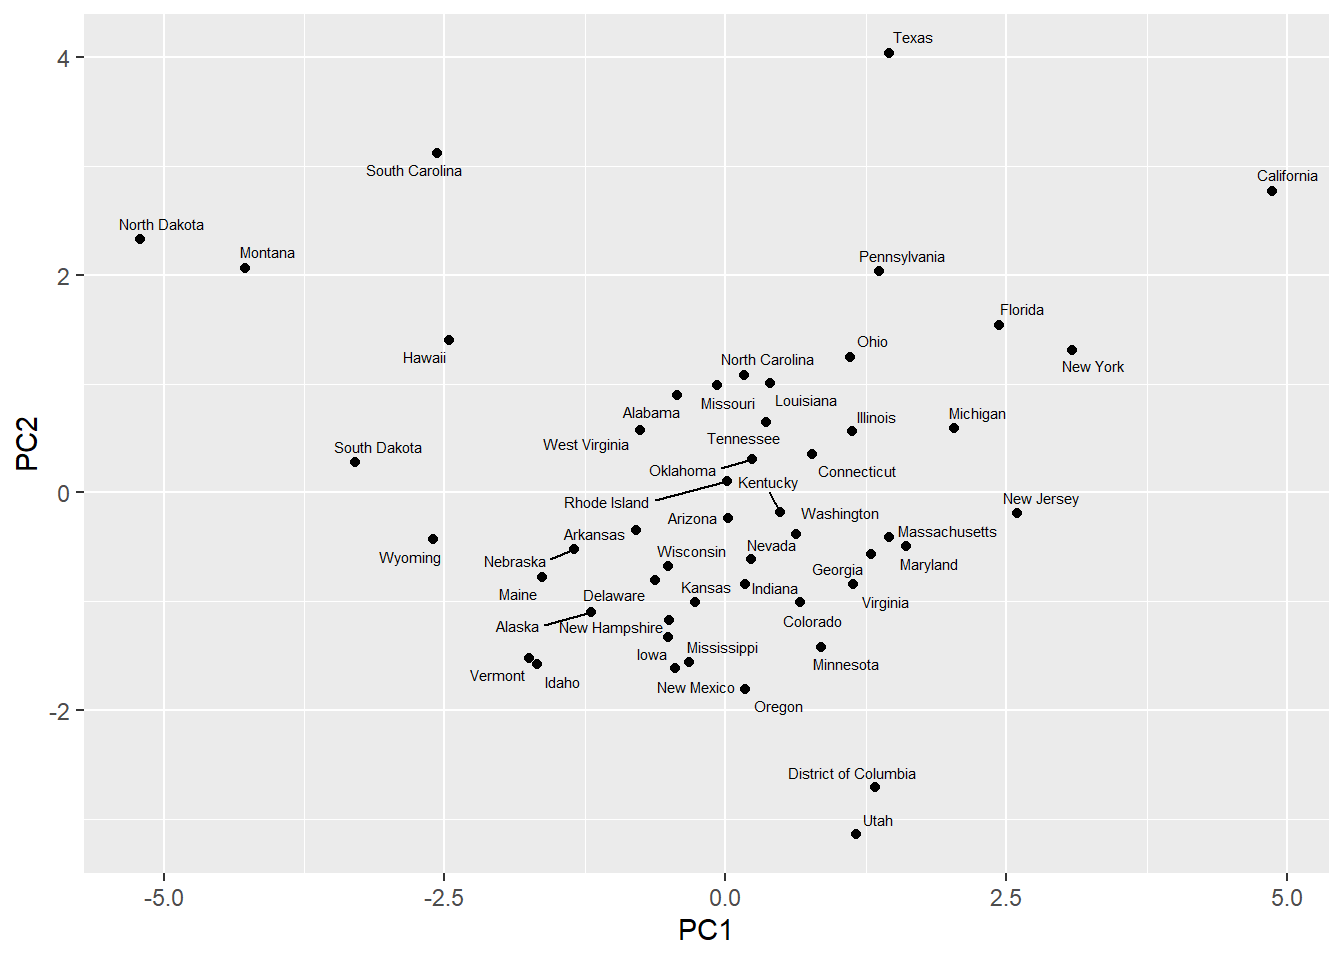 Texas
South Carolina
California
North Dakota
Montana
Pennsylvania
Florida
Hawaii
Ohio
New York
North Carolina
Alabama
Missouri
Louisiana
Illinois
Michigan
West Virginia
Tennessee
South Dakota
Oklahoma
Connecticut
Kentucky
Rhode Island
New Jersey
Arizona
Washington
Arkansas
Massachusetts
Wyoming
Nebraska
Wisconsin
Nevada
Georgia
Maryland
Maine
Delaware
Kansas
Indiana
Virginia
Alaska
New Hampshire
Colorado
Iowa
Mississippi
Minnesota
Vermont
Idaho
New Mexico
Oregon
District of Columbia
Utah
4
2
0
-2
PC2
-5.0
-2.5
0.0
2.5
5.0
PC1